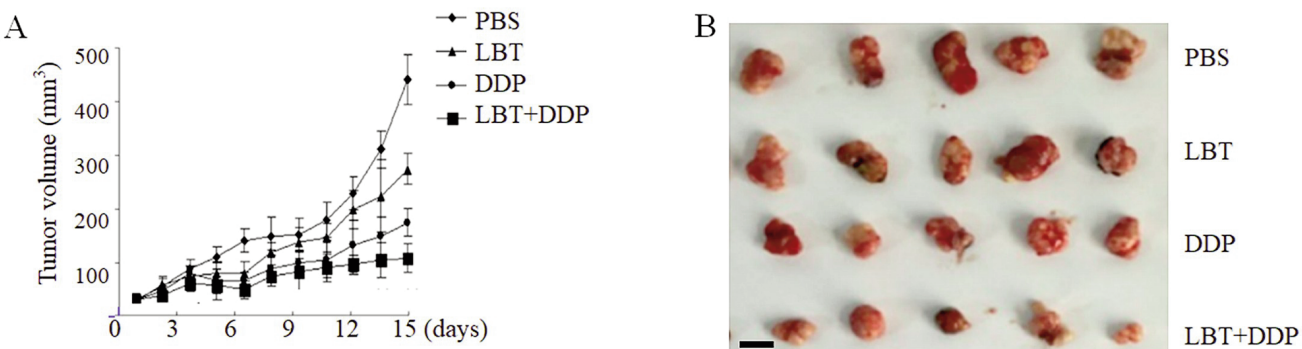 A
PBS
LBT
DDP
LBT+DDP
Tumor volume (mm³)
500
400
300
200
100
0
3
6
9
12
15
(days)
B
PBS
LBT
DDP
LBT+DDP